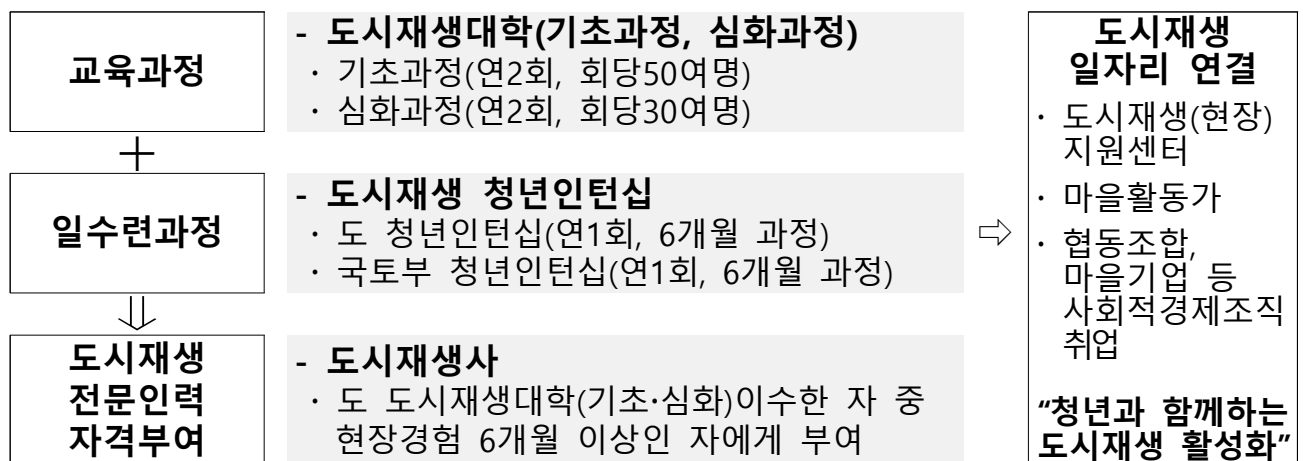 교육과정
- 도시재생대학(기초과정, 심화과정)
· 기초과정(연2회, 회당50여명)
· 심화과정(연2회, 회당30여명)
+
일수련과정
- 도시재생 청년인턴십
· 도 청년인턴십(연1회, 6개월 과정)
· 국토부 청년인턴십(연1회, 6개월 과정)
⇓
도시재생
전문인력
자격부여
- 도시재생사
· 도 도시재생대학(기초·심화)이수한 자 중
현장경험 6개월 이상인 자에게 부여
⇨
도시재생
일자리 연결
· 도시재생(현장)
지원센터
· 마을활동가
· 협동조합,
마을기업 등
사회적경제조직
취업
“청년과 함께하는
도시재생 활성화”